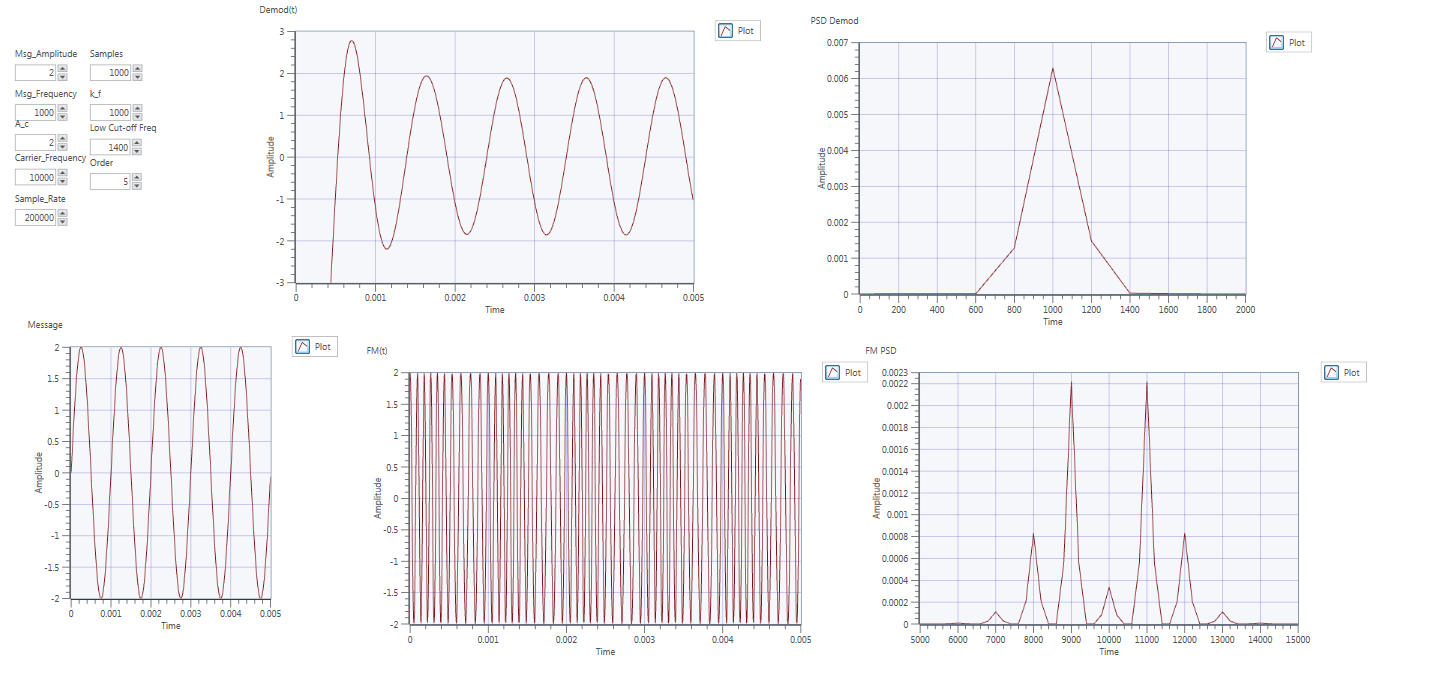 Demod(t)
Plot
PSD Demod
Plot
Msg_Amplitude Samples
2 1000
Msg_Frequency k_f
1000 1000
A_c Low Cut-off Freq
2 1400
Carrier_Frequency Order
10000 5
Sample_Rate
200000
Amplitude
3
2
1
0
-1
-2
-3
0 0.001 0.002 0.003 0.004 0.005
Time
Amplitude
0.007
0.006
0.005
0.004
0.003
0.002
0.001
0
0 200 400 600 800 1000 1200 1400 1600 1800 2000
Time
Message
Plot
Amplitude
2
1.5
1
0.5
0
-0.5
-1
-1.5
-2
0 0.001 0.002 0.003 0.004 0.005
Time
FM(t)
Plot
Amplitude
2
1.5
1
0.5
0
-0.5
-1
-1.5
-2
0 0.001 0.002 0.003 0.004 0.005
Time
FM PSD
Plot
Amplitude
0.0023
0.0022
0.002
0.0018
0.0016
0.0014
0.0012
0.001
0.0008
0.0006
0.0004
0.0002
0
5000 6000 7000 8000 9000 10000 11000 12000 13000 14000 15000
Time